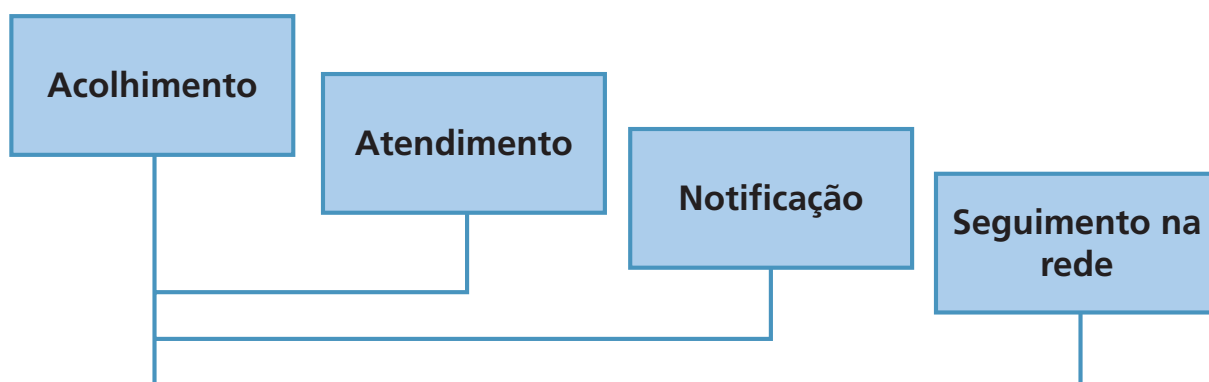 Acolhimento
Atendimento
Notificação
Seguimento na
rede